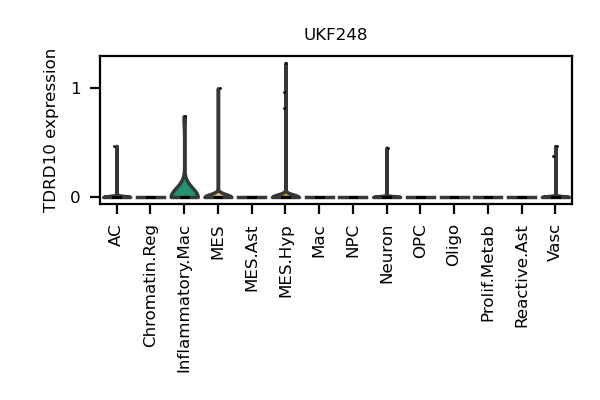 UKF248
TDRD10 expression
1
0
AC
Chromatin.Reg
Inflammatory.Mac
MES
MES.Ast
MES.Hyp
Mac
NPC
Neuron
OPC
Oligo
Prolif.Metab
Reactive.Ast
Vasc